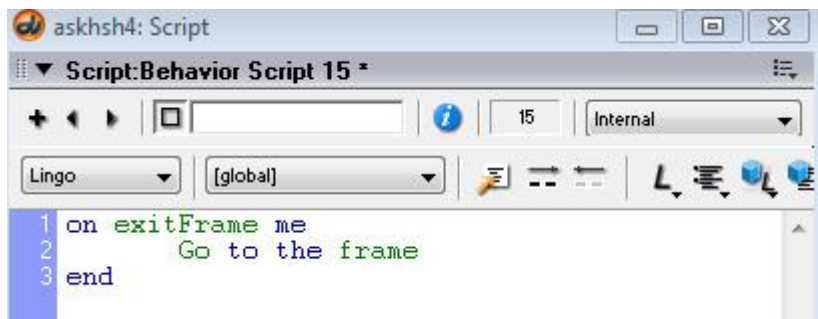 askhsh4: Script
Script:Behavior Script 15 *
15 Internal
Lingo [global]
1 on exitFrame me
2 Go to the frame
3 end